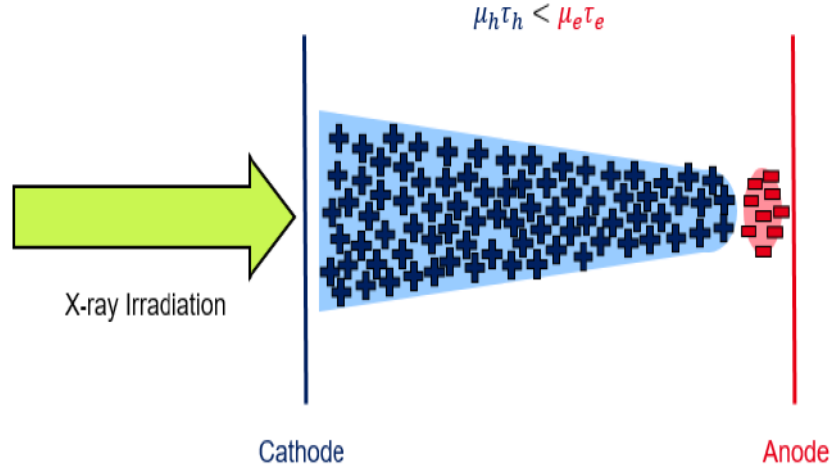 μₕτₕ < μₑτₑ
X-ray Irradiation
Cathode
Anode